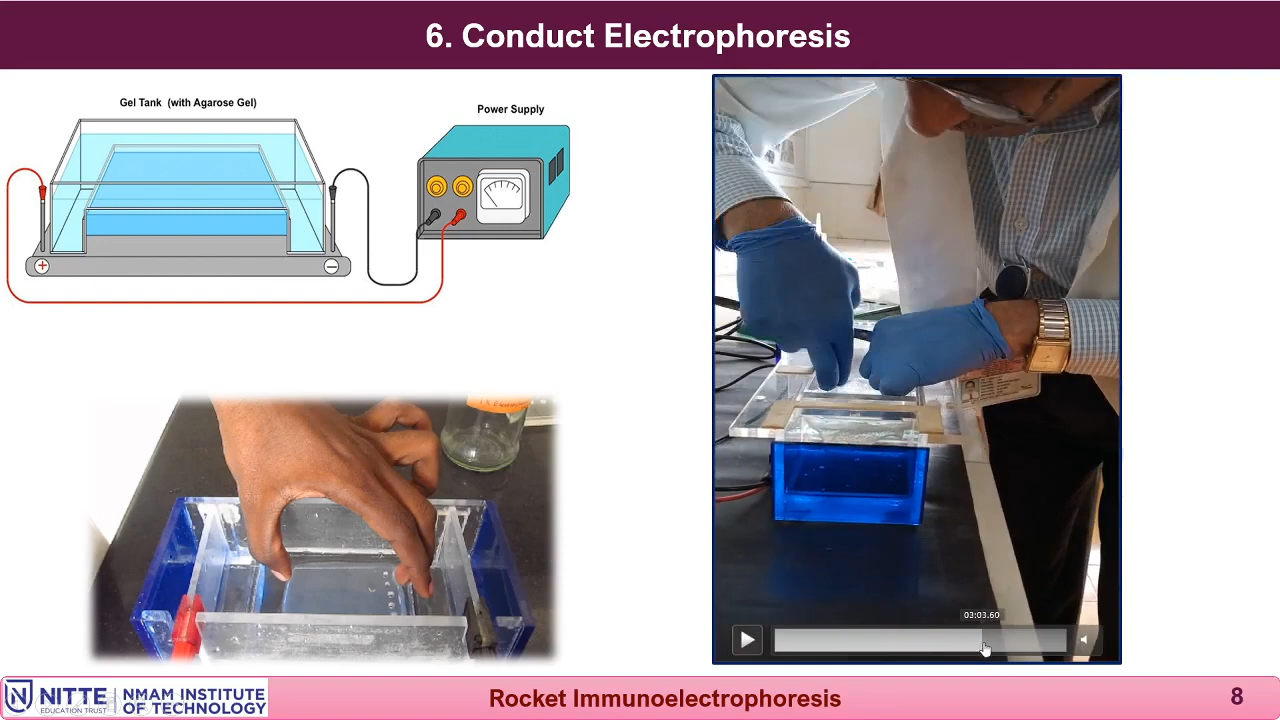 6. Conduct Electrophoresis
Gel Tank (with Agarose Gel)
Power Supply
+
−
03:03.60
NITTE
EDUCATION TRUST
NMAM INSTITUTE
OF TECHNOLOGY
Rocket Immunoelectrophoresis
8